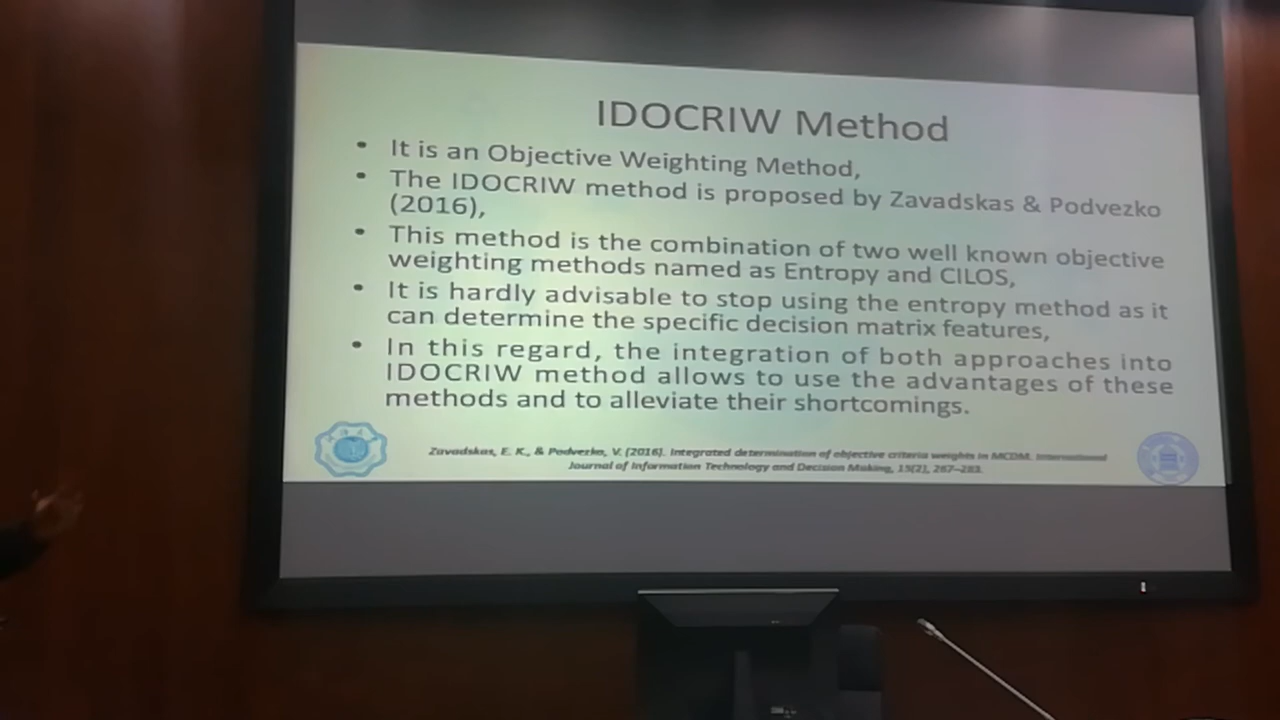 IDOCRIW Method
• It is an Objective Weighting Method,
• The IDOCRIW method is proposed by Zavadskas & Podvezko
(2016),
• This method is the combination of two well known objective
weighting methods named as Entropy and CILOS,
• It is hardly advisable to stop using the entropy method as it
can determine the specific decision matrix features,
• In this regard, the integration of both approaches into
IDOCRIW method allows to use the advantages of these
methods and to alleviate their shortcomings.
Zavadskas, E. K., & Podvezko, V. (2016). Integrated determination of objective criteria weights in MCDM. International
Journal of Information Technology and Decision Making, 15(2), 267–283.